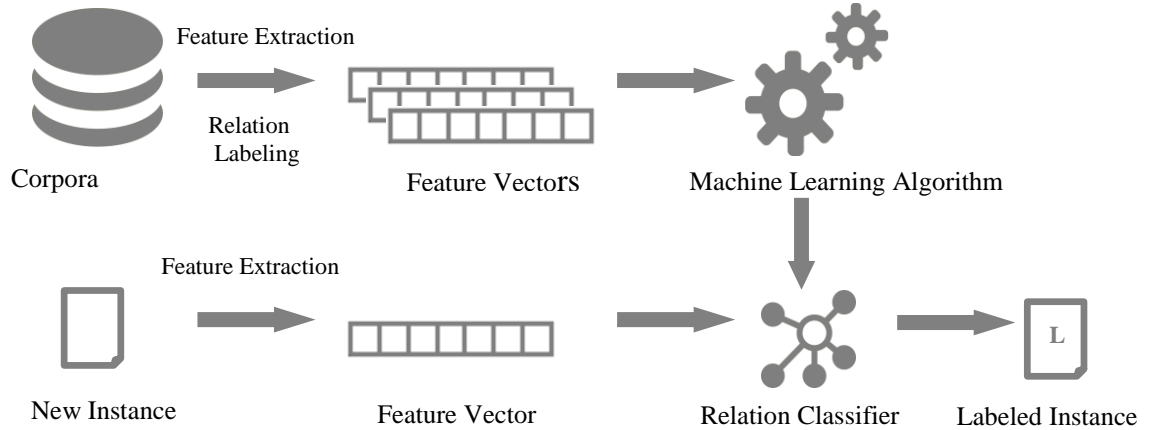 Feature Extraction
Relation
Labeling
Corpora
Feature Vectors
Machine Learning Algorithm
Feature Extraction
L
New Instance
Feature Vector
Relation Classifier
Labeled Instance